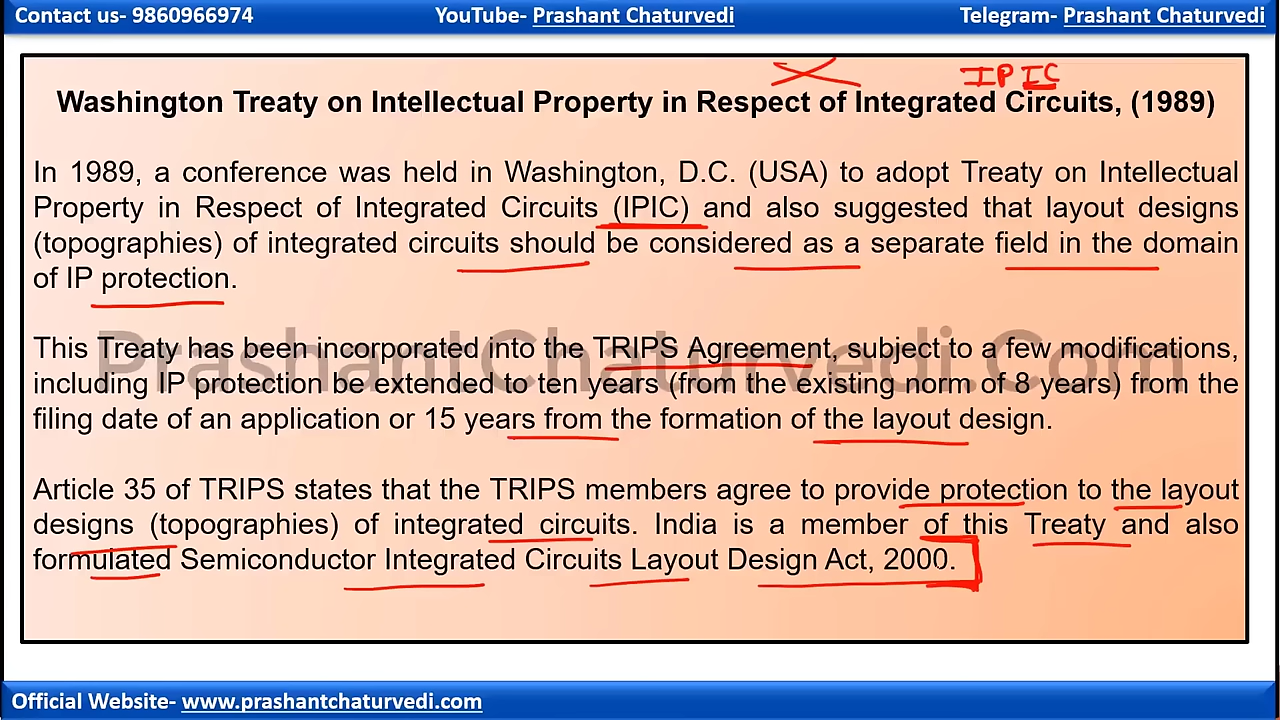 Contact us- 9860966974 YouTube- Prashant Chaturvedi Telegram- Prashant Chaturvedi
IPIC
Washington Treaty on Intellectual Property in Respect of Integrated Circuits, (1989)
In 1989, a conference was held in Washington, D.C. (USA) to adopt Treaty on Intellectual
Property in Respect of Integrated Circuits (IPIC) and also suggested that layout designs
(topographies) of integrated circuits should be considered as a separate field in the domain
of IP protection.
PrashantChaturvedi.Com
This Treaty has been incorporated into the TRIPS Agreement, subject to a few modifications,
including IP protection be extended to ten years (from the existing norm of 8 years) from the
filing date of an application or 15 years from the formation of the layout design.
Article 35 of TRIPS states that the TRIPS members agree to provide protection to the layout
designs (topographies) of integrated circuits. India is a member of this Treaty and also
formulated Semiconductor Integrated Circuits Layout Design Act, 2000.
Official Website- www.prashantchaturvedi.com